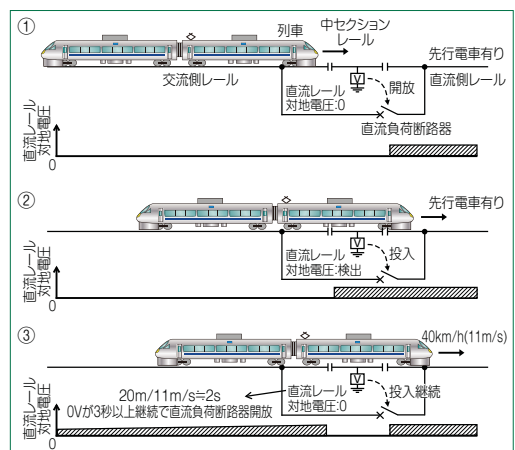 ①
列車
中セクション
レール
先行電車有り
交流側レール
直流側レール
直流レール
対地電圧:0
V
開放
直流負荷断路器
直流レール
対地電圧
0
②
先行電車有り
直流レール
対地電圧:検出
V
投入
直流レール
対地電圧
0
③
40km/h(11m/s)
20m/11m/s≒2s
0Vが3秒以上継続で直流負荷断路器開放
直流レール
対地電圧:0
V
投入継続
直流レール
対地電圧
0